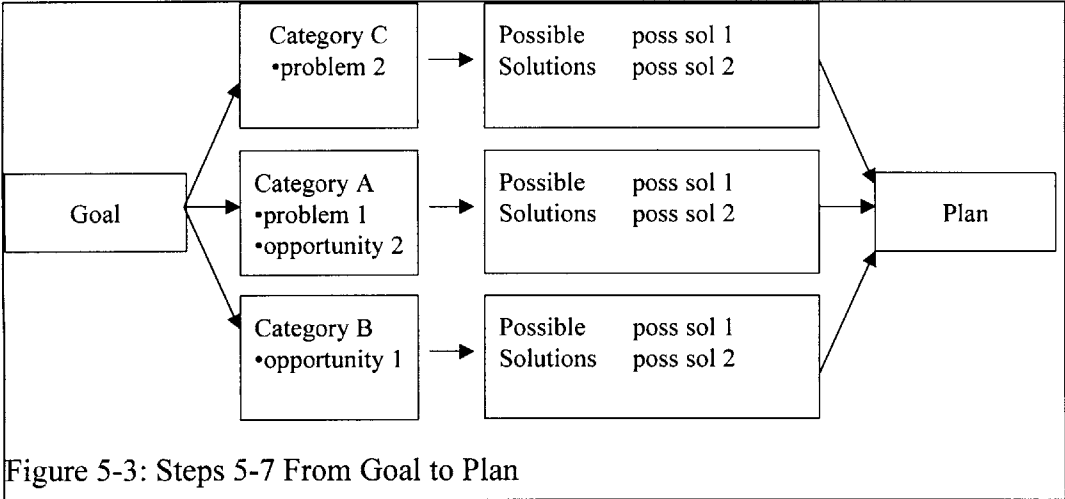 Category C
•problem 2
Possible poss sol 1
Solutions poss sol 2
Goal
Category A
•problem 1
•opportunity 2
Possible poss sol 1
Solutions poss sol 2
Plan
Category B
•opportunity 1
Possible poss sol 1
Solutions poss sol 2
Figure 5-3: Steps 5-7 From Goal to Plan